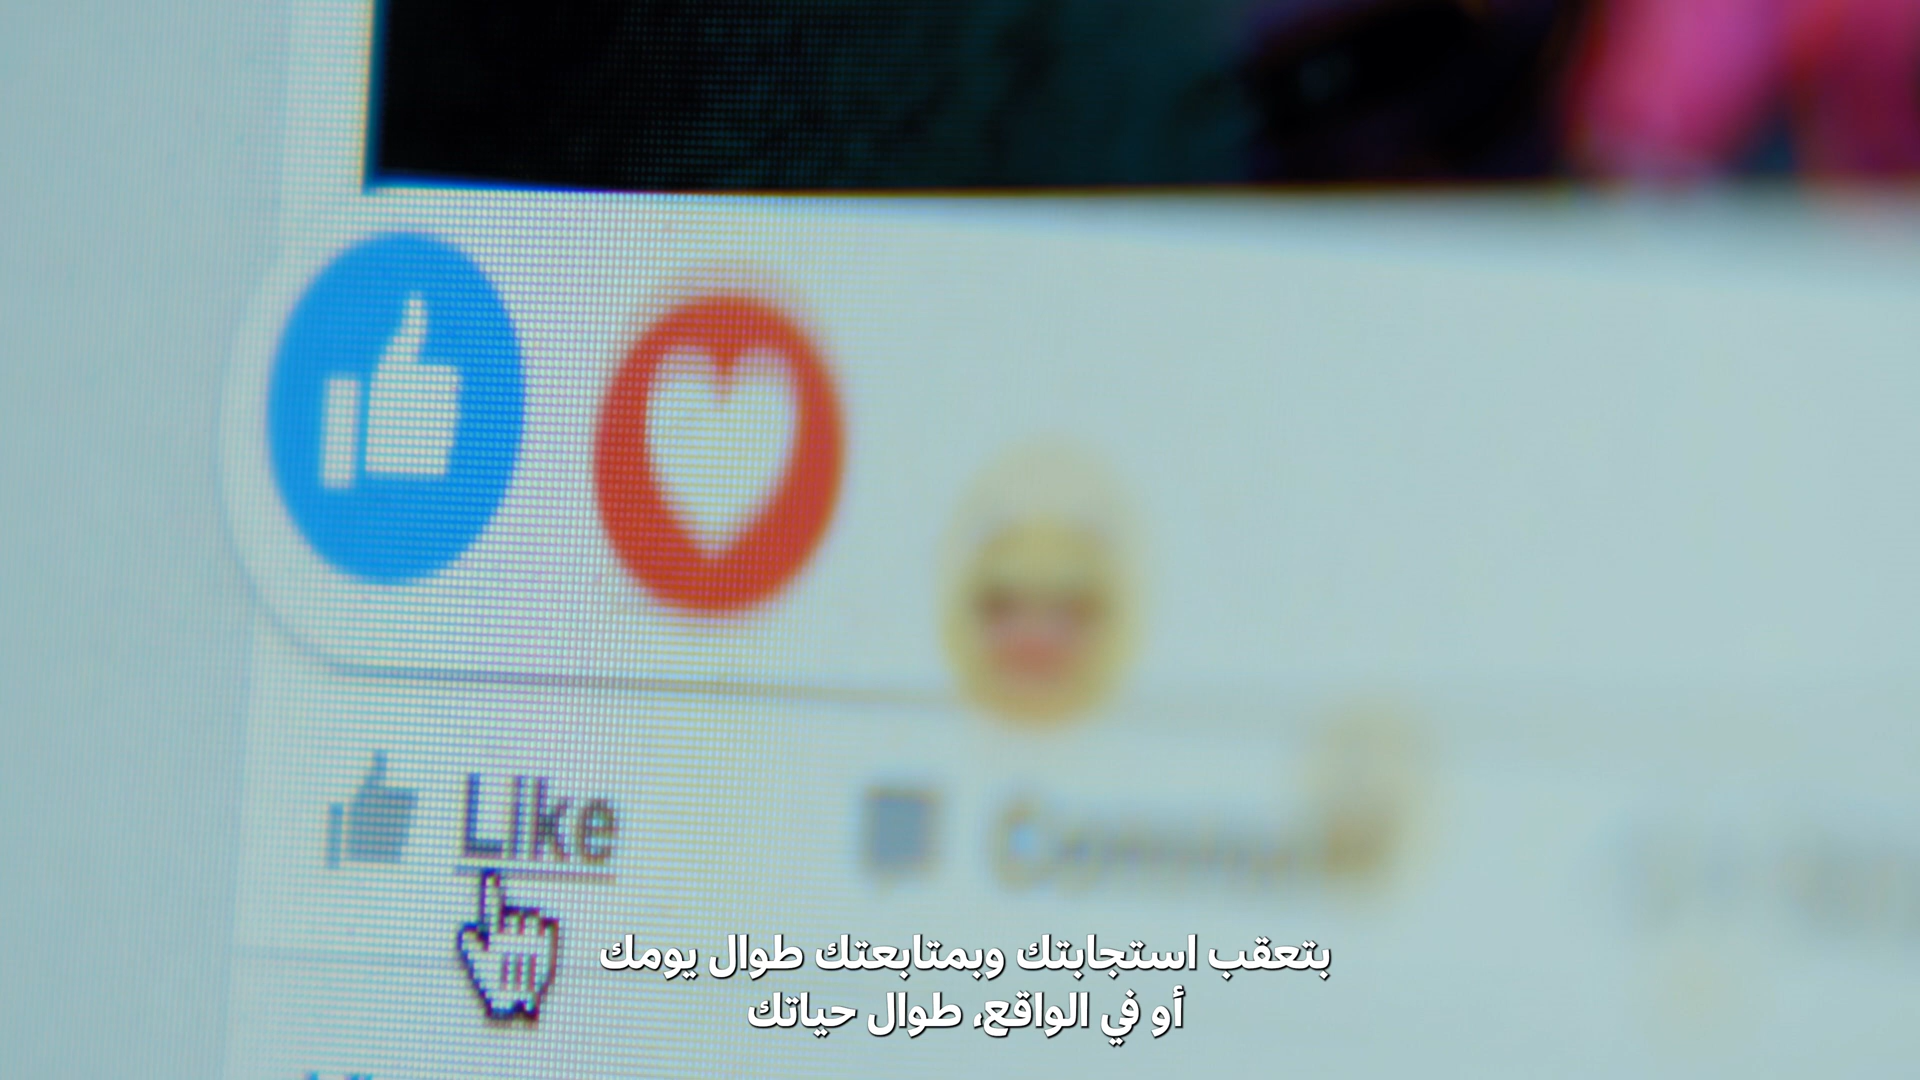 Like
بتعقب استجابتك وبمتابعتك طوال يومك
أو في الواقع، طوال حياتك